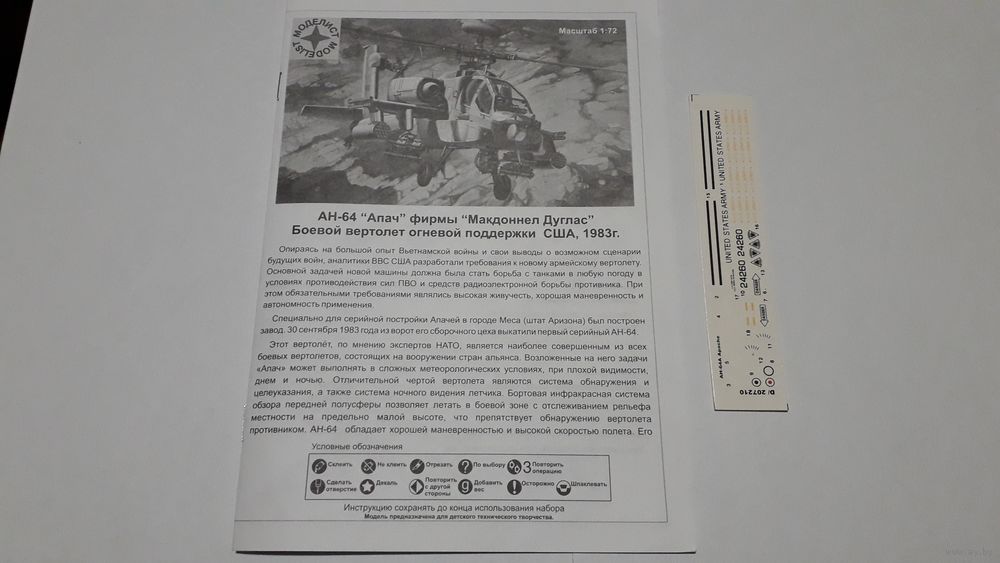 МОДЕЛИСТ
MODELIST
Масштаб 1:72
АН-64 "Апач" фирмы "Макдоннел Дуглас"
Боевой вертолет огневой поддержки США, 1983г.
Опираясь на большой опыт Вьетнамской войны и свои выводы о возможном сценарии
будущих войн, аналитики ВВС США разработали требования к новому армейскому вертолету.
Основной задачей новой машины должна была стать борьба с танками в любую погоду в
условиях противодействия сил ПВО и средств радиоэлектронной борьбы противника. При
этом обязательными требованиями являлись высокая живучесть, хорошая маневренность и
автономность применения.
Специально для серийной постройки Апачей в городе Меса (штат Аризона) был построен
завод. 30 сентября 1983 года из ворот его сборочного цеха выкатили первый серийный АН-64.
Этот вертолёт, по мнению экспертов НАТО, является наиболее совершенным из всех
боевых вертолетов, состоящих на вооружении стран альянса. Возложенные на него задачи
«Апач» может выполнять в сложных метеорологических условиях, при плохой видимости,
днем и ночью. Отличительной чертой вертолета являются система обнаружения и
целеуказания, а также система ночного видения летчика. Бортовая инфракрасная система
обзора передней полусферы позволяет летать в боевой зоне с отслеживанием рельефа
местности на предельно малой высоте, что препятствует обнаружению вертолета
противником. АН-64 обладает хорошей маневренностью и высокой скоростью полета. Его
Условные обозначения
Склеить Не клеить Отрезать По выбору 3 Повторить операцию
Сделать отверстие Декаль Повторить с другой стороны Добавить вес Осторожно Шпаклевать
Инструкцию сохранять до конца использования набора
Модель предназначена для детского технического творчества.
UNITED STATES ARMY
UNITED STATES ARMY
24260 24260
DANGER
DANGER
AH-64A Apache
D/ 207210
www.ay.by